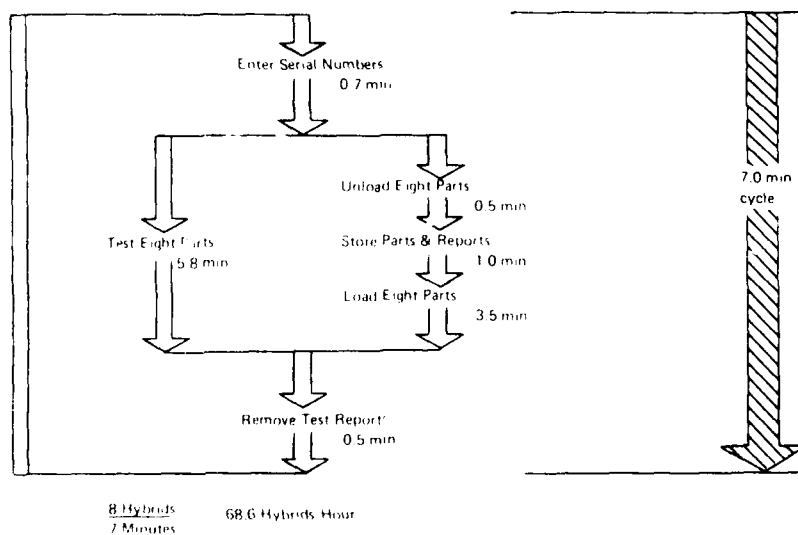 Enter Serial Numbers
0.7 min
Unload Eight Parts
0.5 min
Test Eight Parts
5.8 min
Store Parts & Reports
1.0 min
Load Eight Parts
3.5 min
7.0 min
cycle
Remove Test Report
0.5 min
8 Hybrids
7 Minutes
68.6 Hybrids Hour